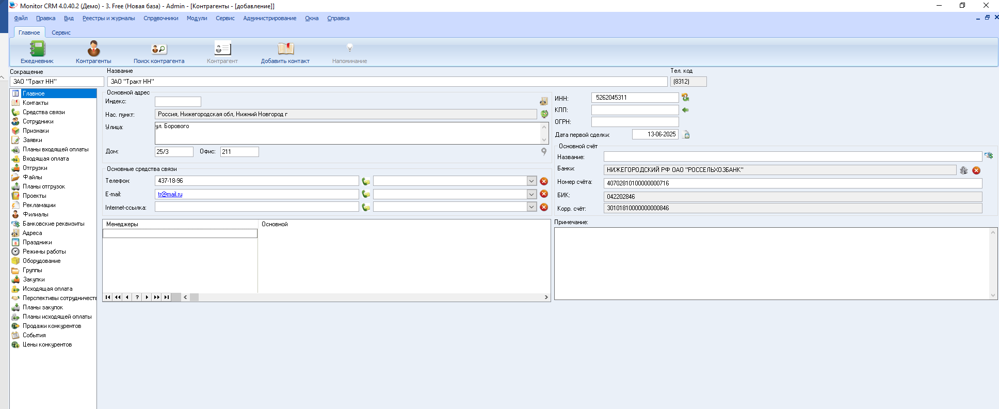 Monitor CRM 4.0.40.2 (Демо) - 3. Free (Новая база) - Admin - [Контрагенты - [добавление]]
Файл Правка Вид Реестры и журналы Справочники Модули Сервис Администрирование Окна Справка
Главное Сервис
Ежедневник Контрагенты Поиск контрагента Контрагент Добавить контакт Напоминание
Сокращение Название Тел. код
ЗАО "Тракт НН" ЗАО "Тракт НН" (8312)
Главное
Контакты
Средства связи
Сотрудники
Признаки
Заявки
Планы входящей оплаты
Входящая оплата
Отгрузки
Файлы
Планы отгрузок
Проекты
Рекламации
Филиалы
Банковские реквизиты
Адреса
Праздники
Режимы работы
Оборудование
Группы
Закупки
Исходящая оплата
Перспективы сотрудничест
Планы закупок
Планы исходящей оплаты
Продажи конкурентов
События
Цены конкурентов
Основной адрес
Индекс:
Нас. пункт: Россия, Нижегородская обл, Нижний Новгород г
Улица: ул. Борового
Дом: 25/3 Офис: 211
Основные средства связи
Телефон: 437-18-96
E-mail: tr@mail.ru
Internet-ссылка:
Менеджеры Основной
ИНН: 5262045311
КПП:
ОГРН:
Дата первой сделки: 13-06-2025
Основной счёт
Название:
Банки: НИЖЕГОРОДСКИЙ РФ ОАО "РОССЕЛЬХОЗБАНК"
Номер счёта: 40702810100000000716
БИК: 042202846
Корр. счёт: 30101810000000000846
Примечание: